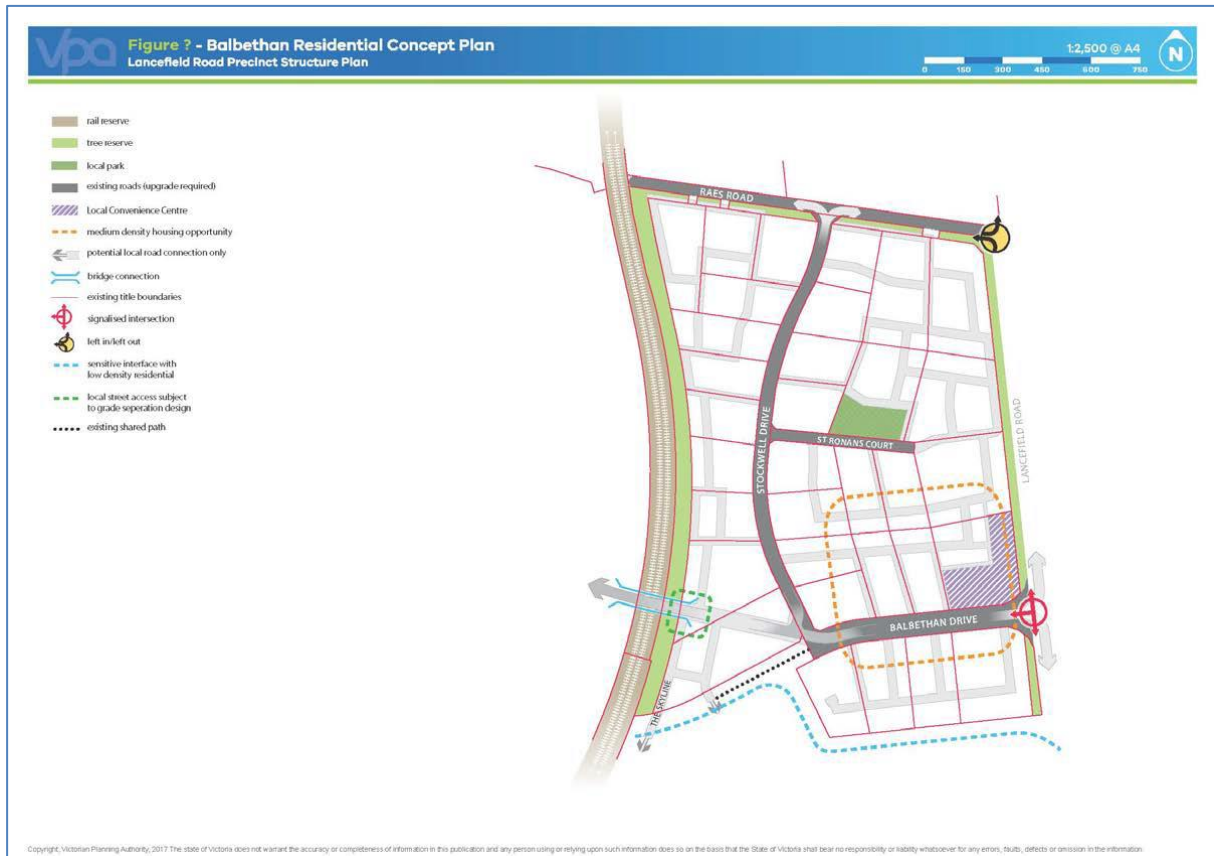 vpa
Figure ? - Balbethan Residential Concept Plan
Lancefield Road Precinct Structure Plan
1:2,500 @ A4
0 150 300 450 600 750
N
rail reserve
tree reserve
local park
existing roads (upgrade required)
Local Convenience Centre
medium density housing opportunity
potential local road connection only
bridge connection
existing title boundaries
signalised intersection
left in/left out
sensitive interface with
low density residential
local street access subject
to grade seperation design
existing shared path
RAES ROAD
STOCKWELL DRIVE
ST RONANS COURT
LANCEFIELD ROAD
BALBETHAN DRIVE
THE SKYLINE
Copyright, Victorian Planning Authority, 2017 The state of Victoria does not warrant the accuracy or completeness of information in this publication and any person using or relying upon such information does so on the basis that the State of Victoria shall bear no responsibility or liability whatsoever for any errors, faults, defects or omission in the information